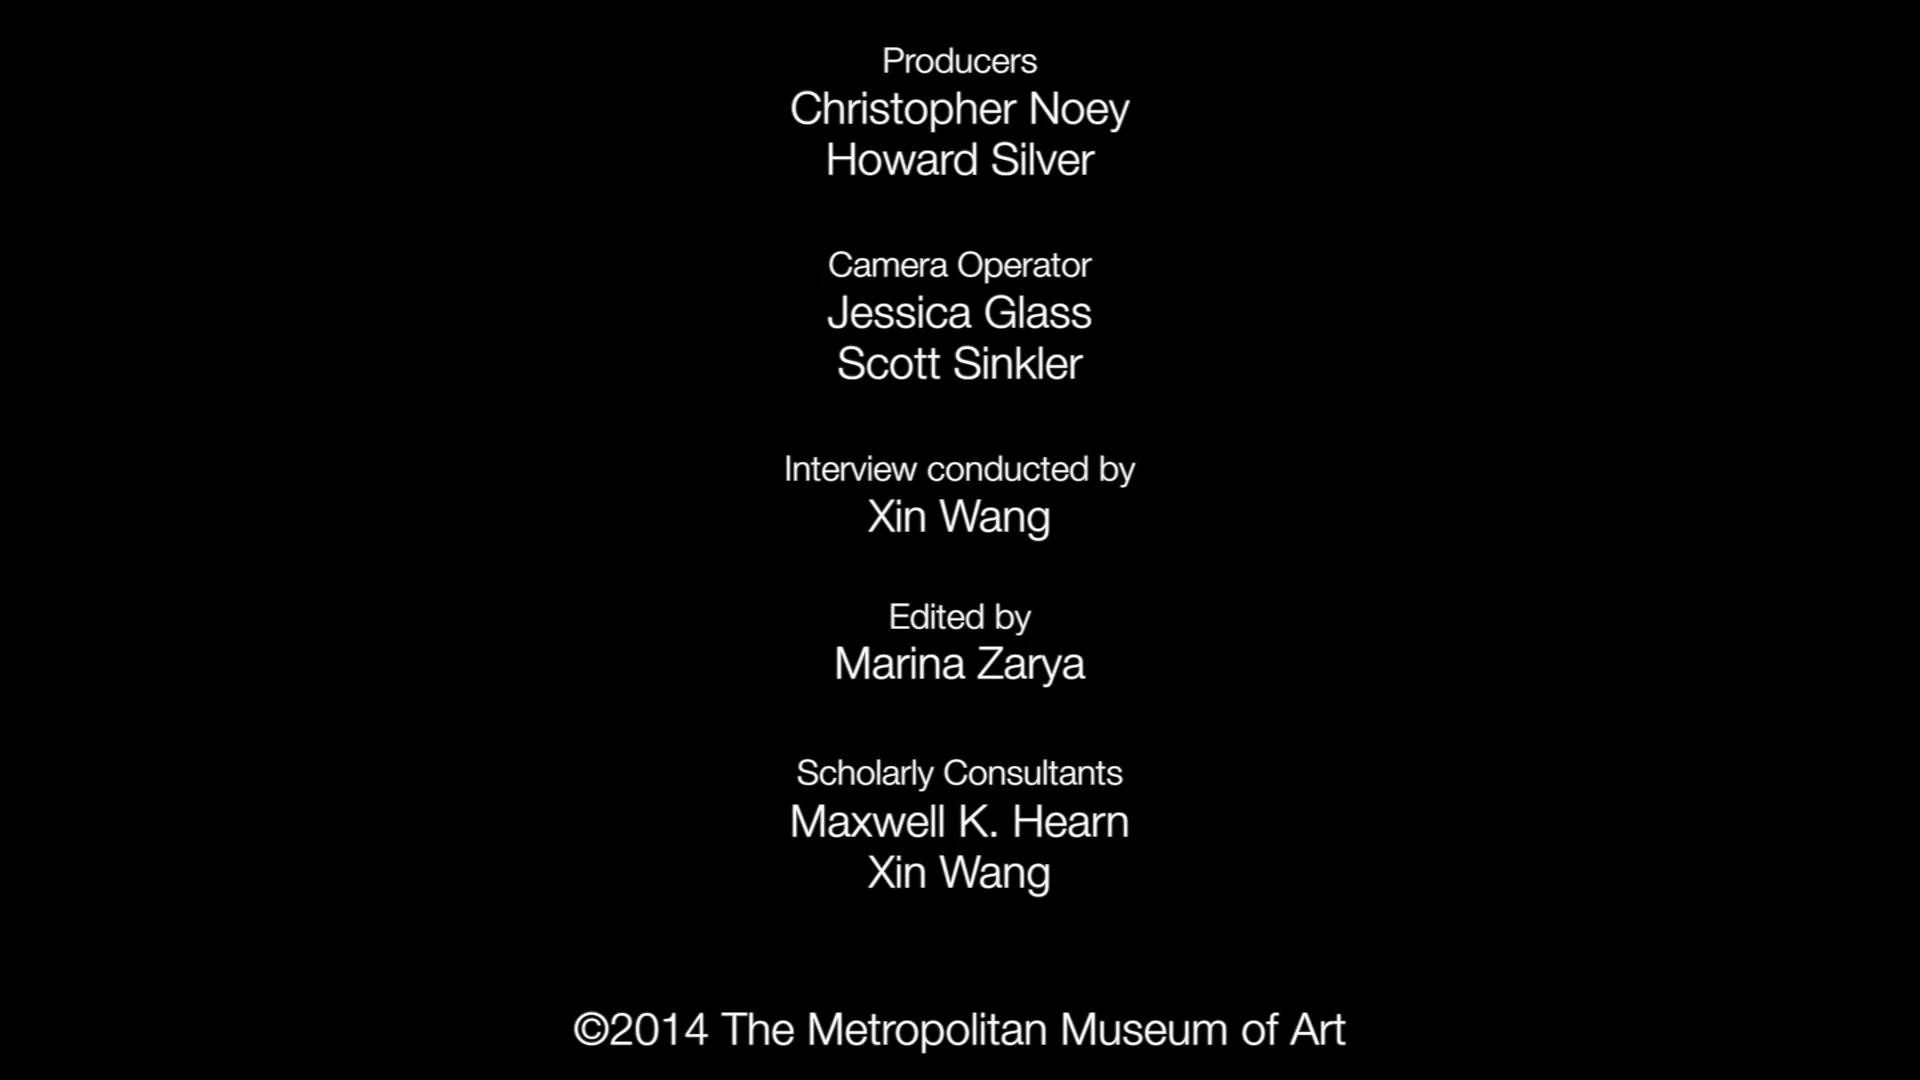 Producers
Christopher Noey
Howard Silver
Camera Operator
Jessica Glass
Scott Sinkler
Interview conducted by
Xin Wang
Edited by
Marina Zarya
Scholarly Consultants
Maxwell K. Hearn
Xin Wang
©2014 The Metropolitan Museum of Art